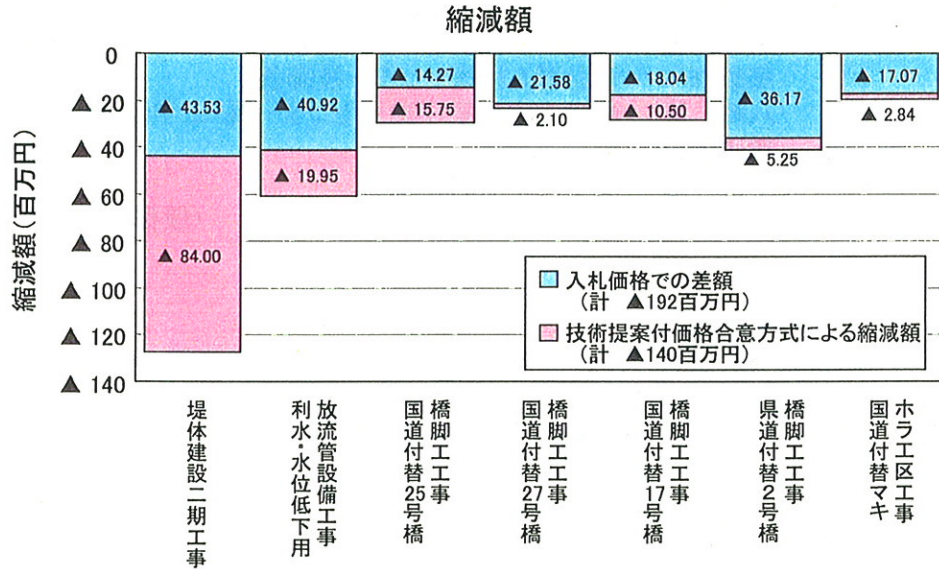 縮減額
縮減額(百万円)
0
▲ 20
▲ 40
▲ 60
▲ 80
▲ 100
▲ 120
▲ 140
▲ 43.53
▲ 84.00
▲ 40.92
▲ 19.95
▲ 14.27
▲ 15.75
▲ 21.58
▲ 2.10
▲ 18.04
▲ 10.50
▲ 36.17
▲ 5.25
▲ 17.07
▲ 2.84
入札価格での差額
(計 ▲192百万円)
技術提案付価格合意方式による縮減額
(計 ▲140百万円)
堤体建設二期工事
放流管設備工事
利水・水位低下用
橋脚工工事
国道付替25号橋
橋脚工工事
国道付替27号橋
橋脚工工事
国道付替17号橋
橋脚工工事
県道付替2号橋
ホラ工区工事
国道付替マキ